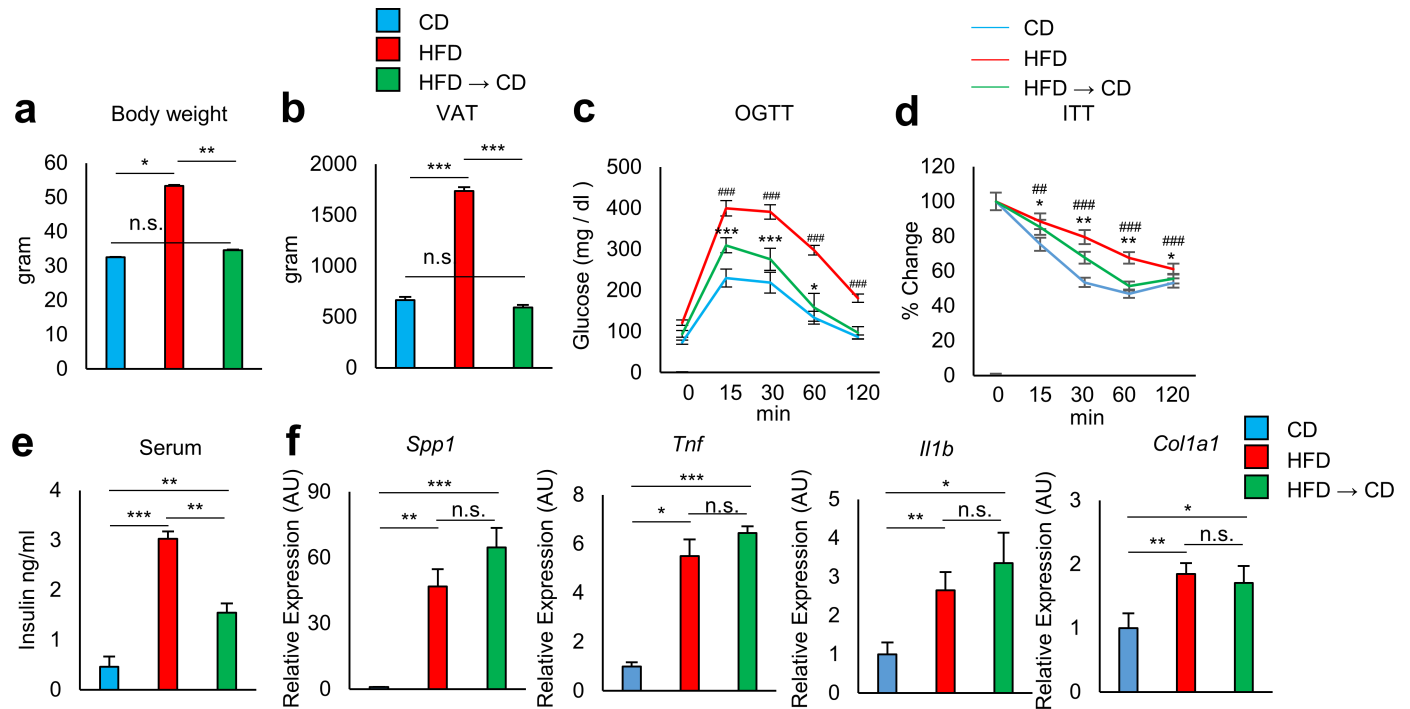 CD
HFD
HFD → CD
CD
HFD
HFD → CD
a
Body weight
gram
60
50
40
30
20
10
0
*
**
n.s.
b
VAT
gram
2000
1500
1000
500
0
***
***
n.s
c
OGTT
Glucose (mg / dl )
500
400
300
200
100
0
###
###
###
###
***
***
*
0 15 30 60 120
min
d
ITT
% Change
120
100
80
60
40
20
0
##
*
###
**
###
**
###
*
0 15 30 60 120
min
e
Serum
Insulin ng/ml
4
3
2
1
0
**
***
**
f
Spp1
Relative Expression (AU)
90
60
30
0
***
**
n.s.
Tnf
Relative Expression (AU)
8
6
4
2
0
***
*
n.s.
Il1b
Relative Expression (AU)
5
4
3
2
1
0
*
**
n.s.
Col1a1
Relative Expression (AU)
3
2
1
0
*
**
n.s.
CD
HFD
HFD → CD